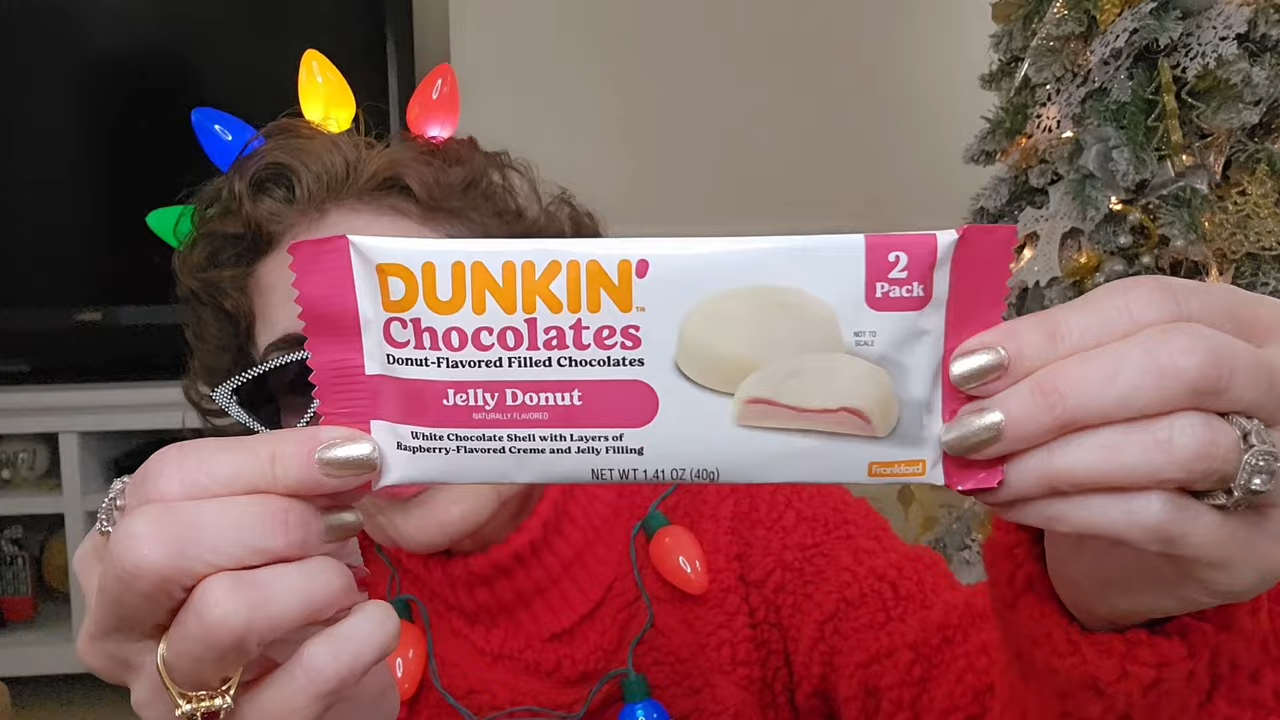 DUNKIN'™
Chocolates
Donut-Flavored Filled Chocolates
Jelly Donut
NATURALLY FLAVORED
White Chocolate Shell with Layers of
Raspberry-Flavored Creme and Jelly Filling
NET WT 1.41 OZ (40g)
2
Pack
NOT TO
SCALE
Frankford